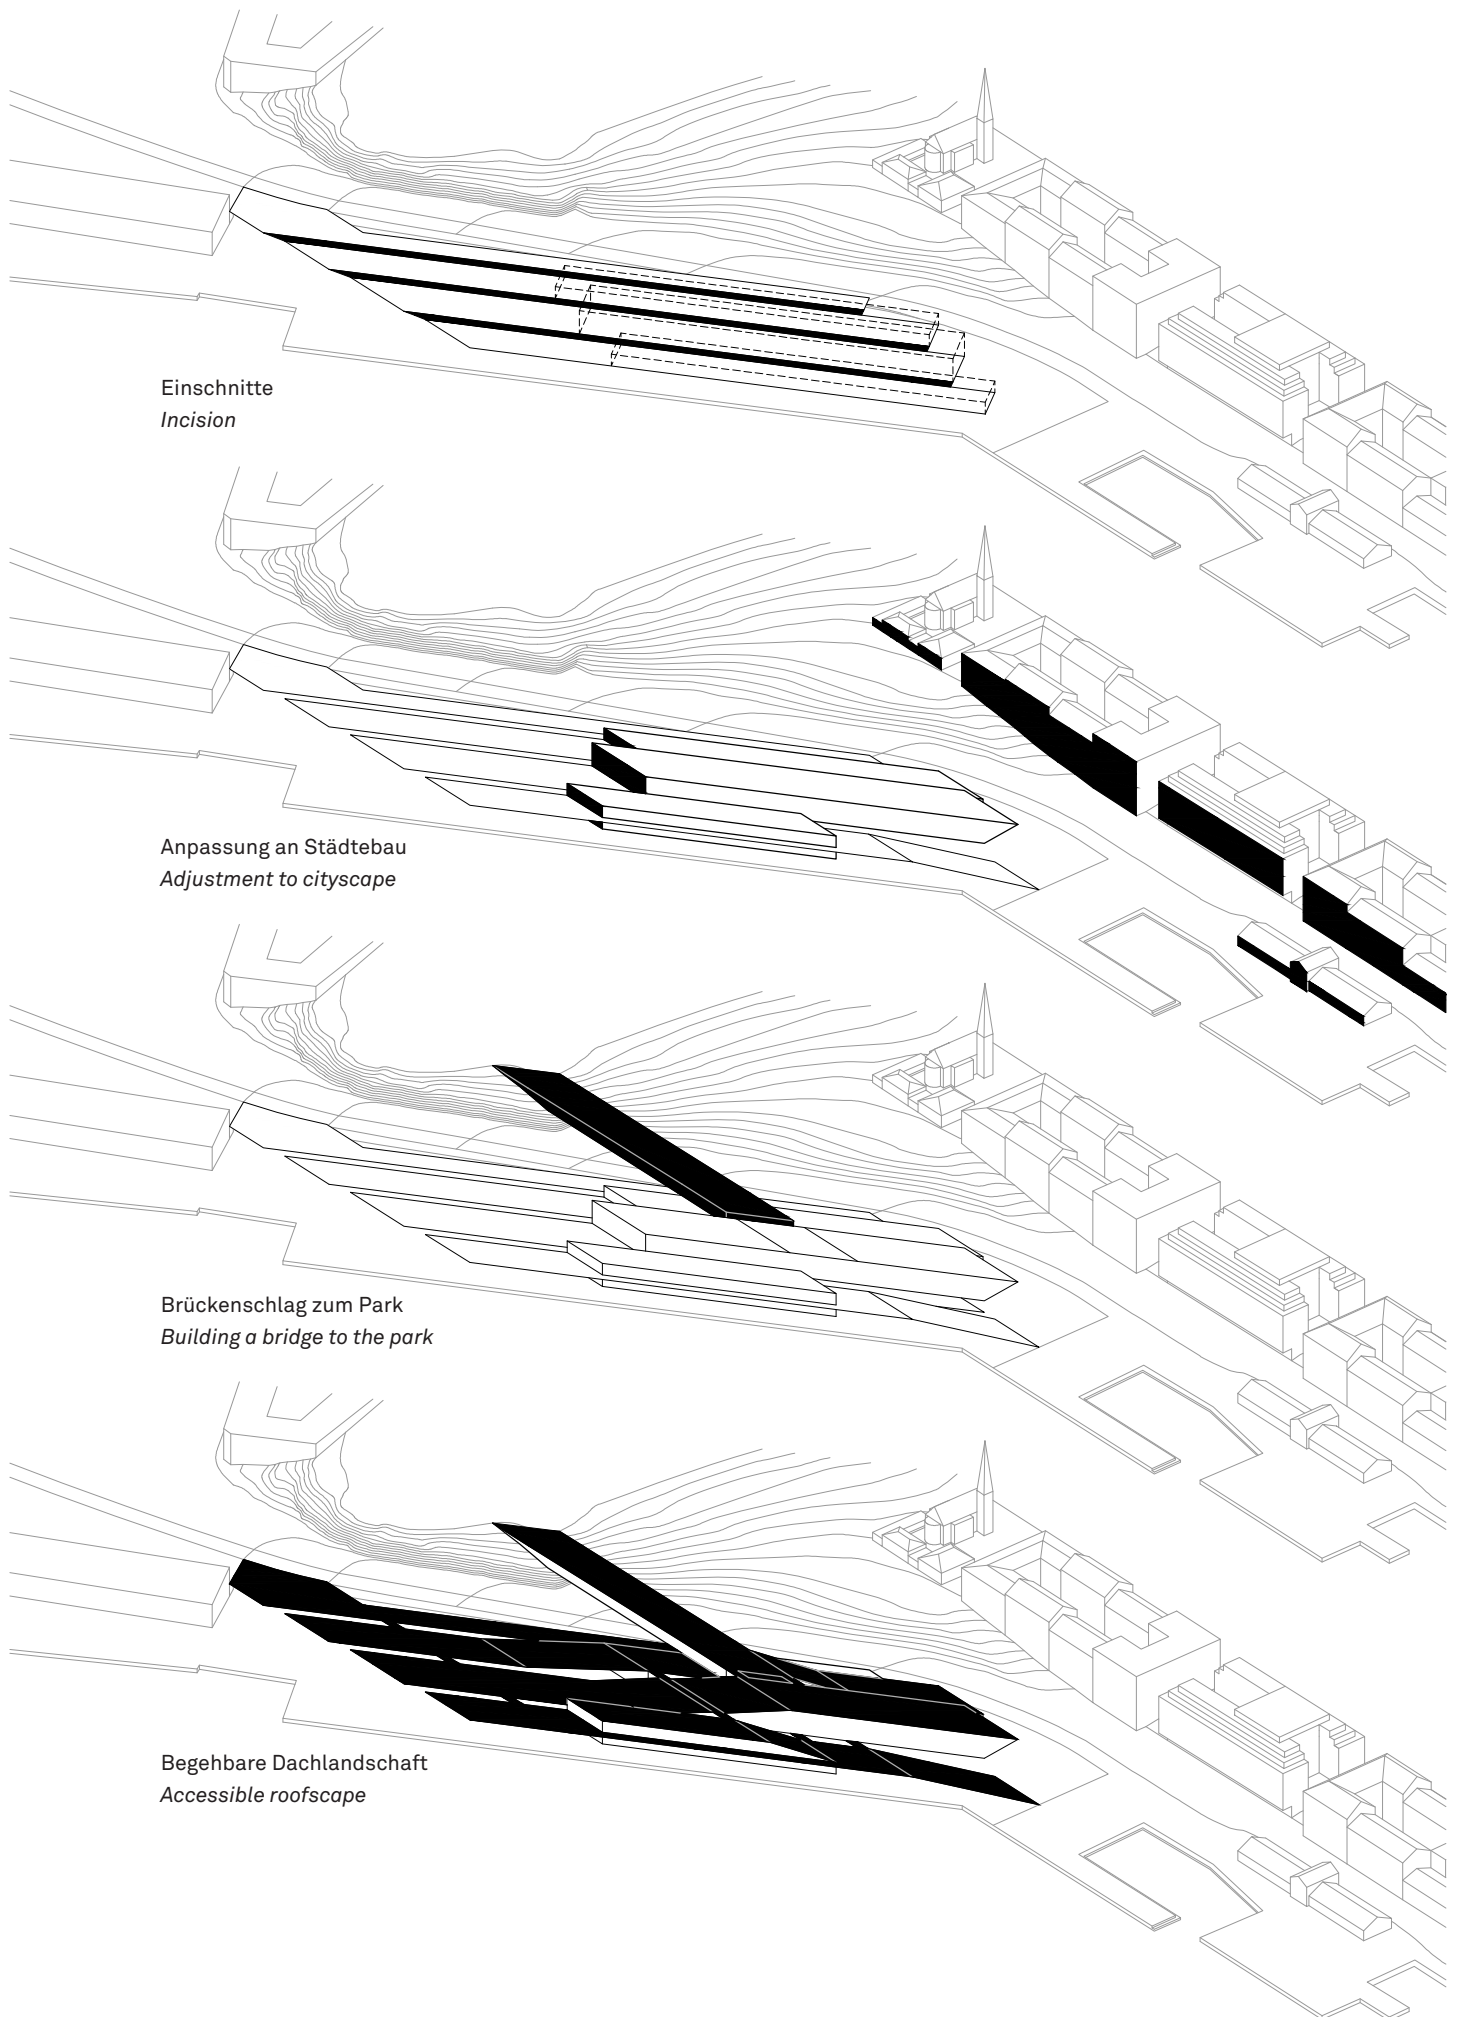 Einschnitte
Incision
Anpassung an Städtebau
Adjustment to cityscape
Brückenschlag zum Park
Building a bridge to the park
Begehbare Dachlandschaft
Accessible roofscape